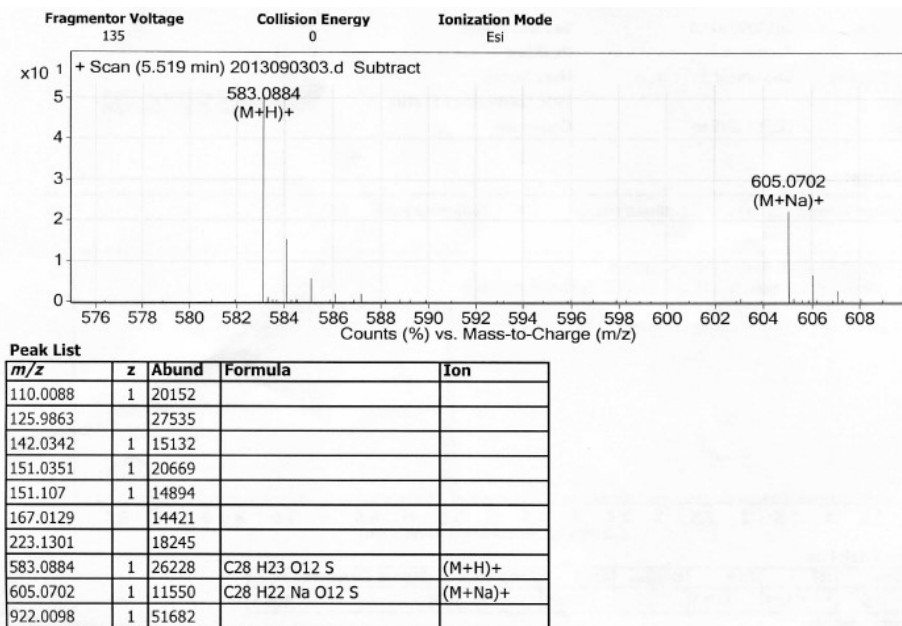 Fragmentor Voltage Collision Energy Ionization Mode
135 0 Esi
x10 1
+ Scan (5.519 min) 2013090303.d Subtract
583.0884
(M+H)+
605.0702
(M+Na)+
5
4
3
2
1
0
576 578 580 582 584 586 588 590 592 594 596 598 600 602 604 606 608
Counts (%) vs. Mass-to-Charge (m/z)
Peak List
m/z z Abund Formula Ion
110.0088 1 20152
125.9863 27535
142.0342 1 15132
151.0351 1 20669
151.107 1 14894
167.0129 14421
223.1301 18245
583.0884 1 26228 C28 H23 O12 S (M+H)+
605.0702 1 11550 C28 H22 Na O12 S (M+Na)+
922.0098 1 51682